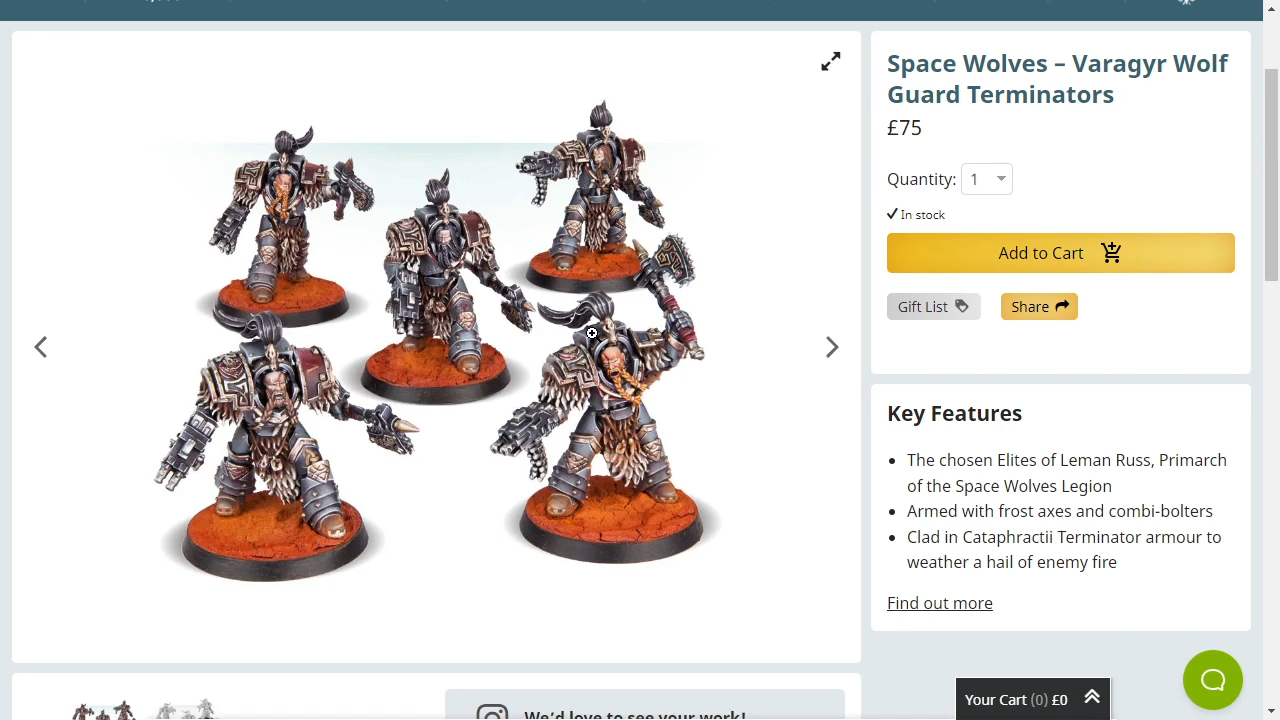 Space Wolves – Varagyr Wolf
Guard Terminators
£75
Quantity: 1
In stock
Add to Cart
Gift List
Share
Key Features
The chosen Elites of Leman Russ, Primarch
of the Space Wolves Legion
Armed with frost axes and combi-bolters
Clad in Cataphractii Terminator armour to
weather a hail of enemy fire
Find out more
Your Cart (0) £0
We'd love to see your work!